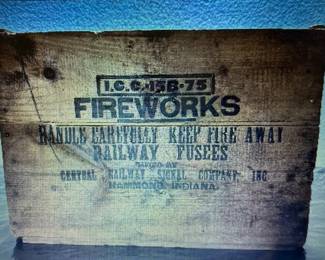 I.C.C-15B-75
FIREWORKS
HANDLE CAREFULLY KEEP FIRE AWAY
RAILWAY FUSEES
CENTRAL RAILWAY SIGNAL COMPANY INC
HAMMOND, INDIANA.